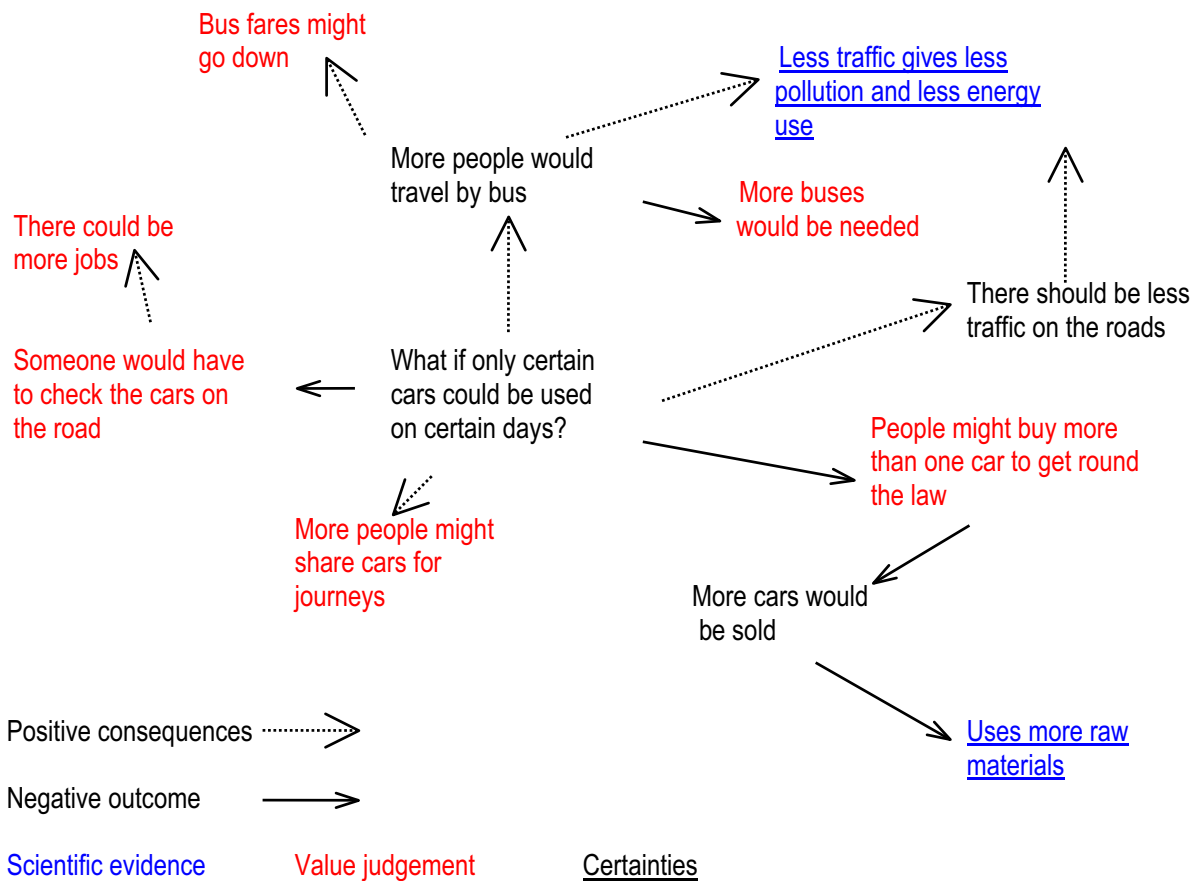 Bus fares might
go down
Less traffic gives less
pollution and less energy
use
More people would
travel by bus
More buses
would be needed
There could be
more jobs
There should be less
traffic on the roads
Someone would have
to check the cars on
the road
What if only certain
cars could be used
on certain days?
People might buy more
than one car to get round
the law
More people might
share cars for
journeys
More cars would
be sold
Positive consequences
Uses more raw
materials
Negative outcome
Scientific evidence
Value judgement
Certainties